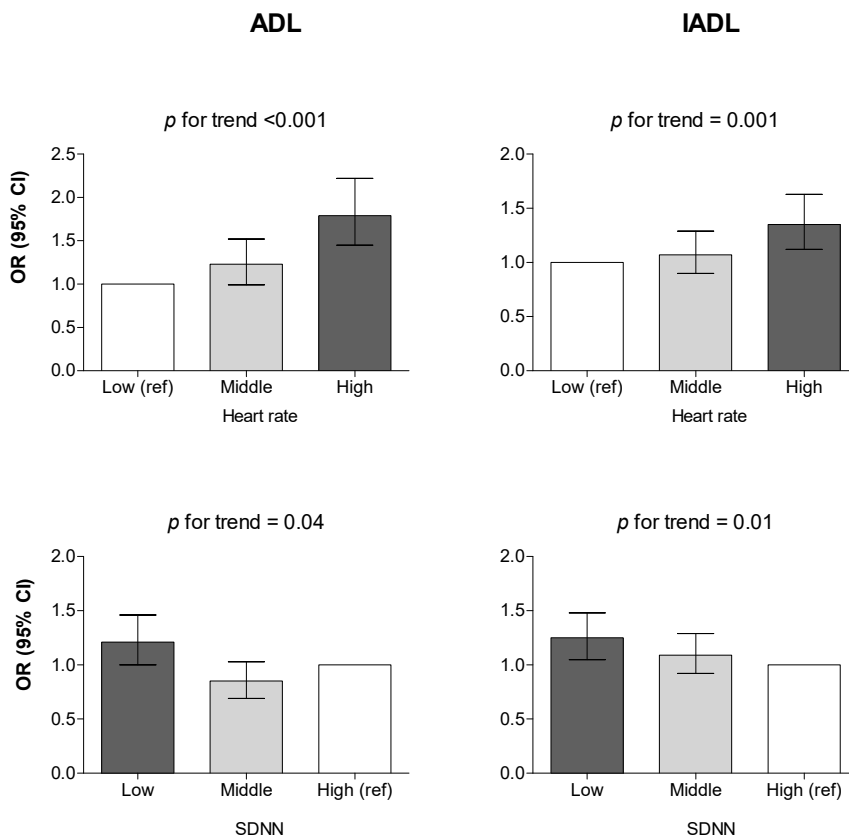 ADL
IADL
p for trend <0.001
OR (95% CI)
2.5
2.0
1.5
1.0
0.5
0.0
Low (ref) Middle High
Heart rate
p for trend = 0.001
2.0
1.5
1.0
0.5
0.0
Low (ref) Middle High
Heart rate
p for trend = 0.04
OR (95% CI)
2.0
1.5
1.0
0.5
0.0
Low Middle High (ref)
SDNN
p for trend = 0.01
2.0
1.5
1.0
0.5
0.0
Low Middle High (ref)
SDNN